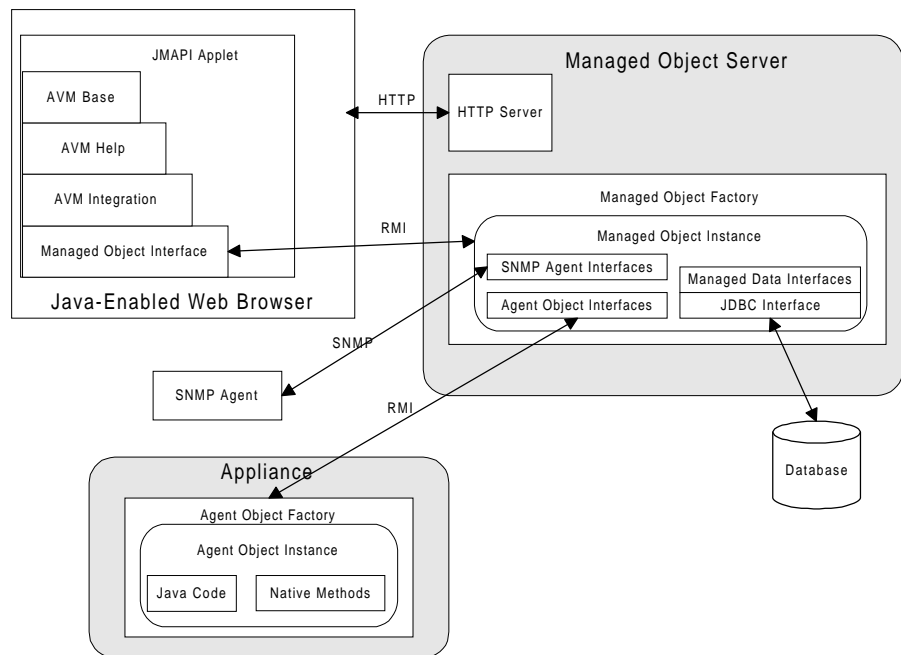 JMAPI Applet
AVM Base
AVM Help
AVM Integration
Managed Object Interface
Java-Enabled Web Browser
HTTP
RMI
Managed Object Server
HTTP Server
Managed Object Factory
Managed Object Instance
SNMP Agent Interfaces
Managed Data Interfaces
Agent Object Interfaces
JDBC Interface
SNMP
SNMP Agent
RMI
Database
Appliance
Agent Object Factory
Agent Object Instance
Java Code
Native Methods